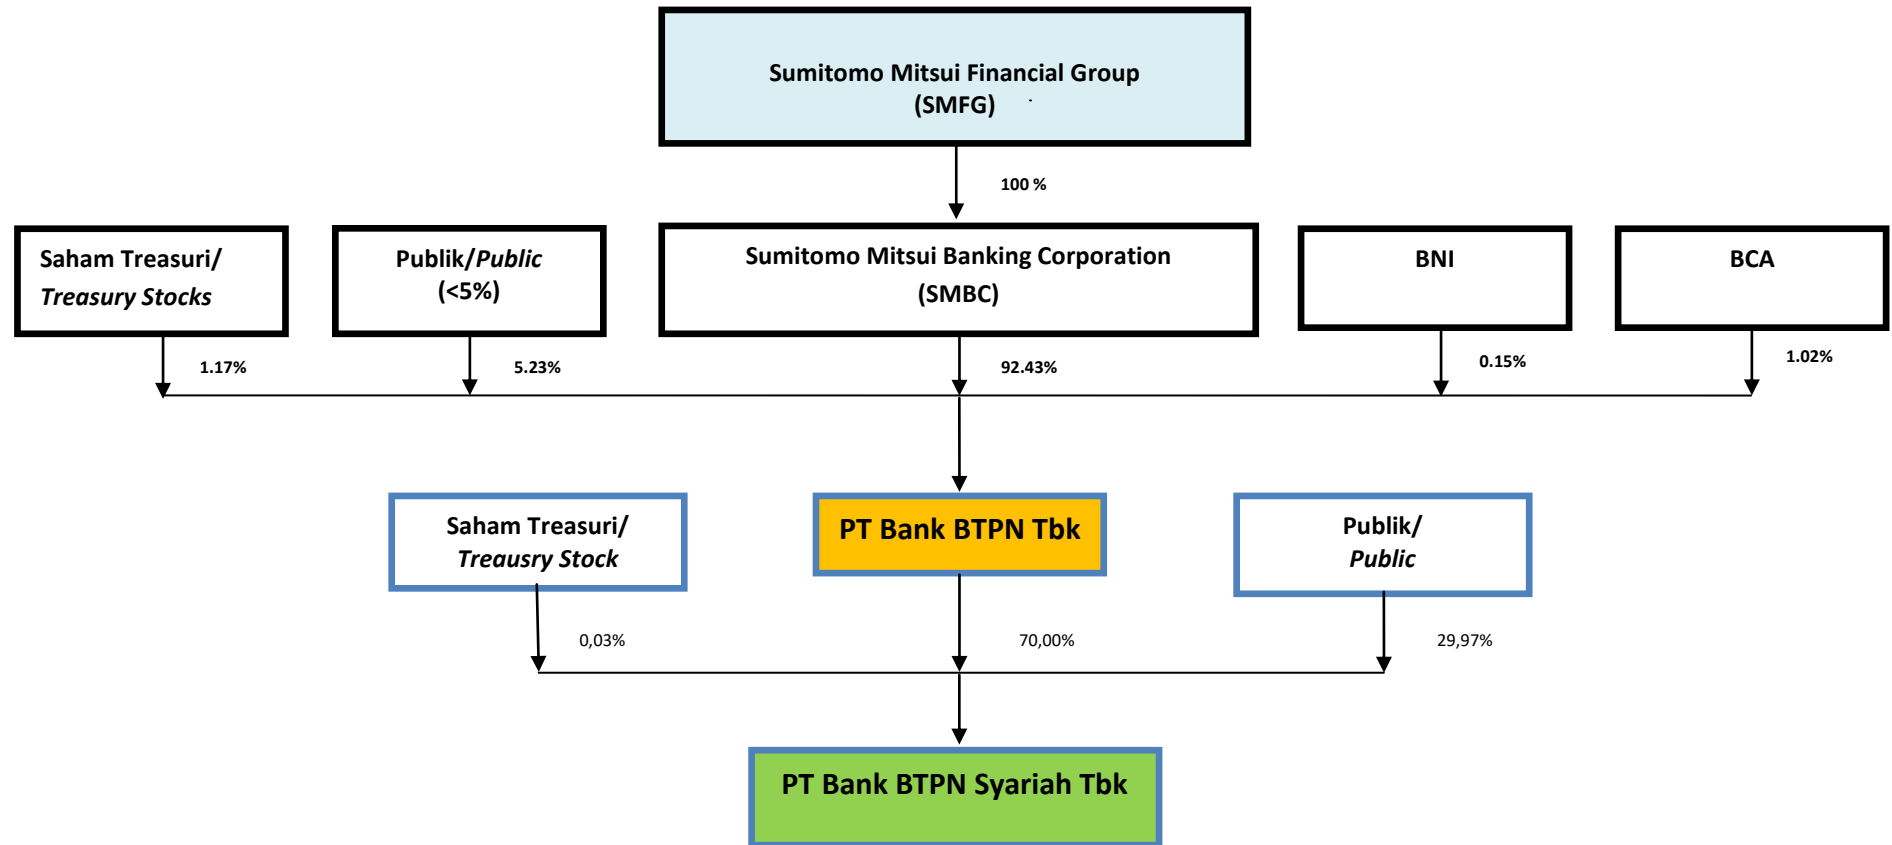 Sumitomo Mitsui Financial Group
(SMFG)
100 %
Saham Treasuri/
Treasury Stocks
Publik/Public
(<5%)
Sumitomo Mitsui Banking Corporation
(SMBC)
BNI
BCA
1.17%
5.23%
92.43%
0.15%
1.02%
Saham Treasuri/
Treausry Stock
PT Bank BTPN Tbk
Publik/
Public
0,03%
70,00%
29,97%
PT Bank BTPN Syariah Tbk